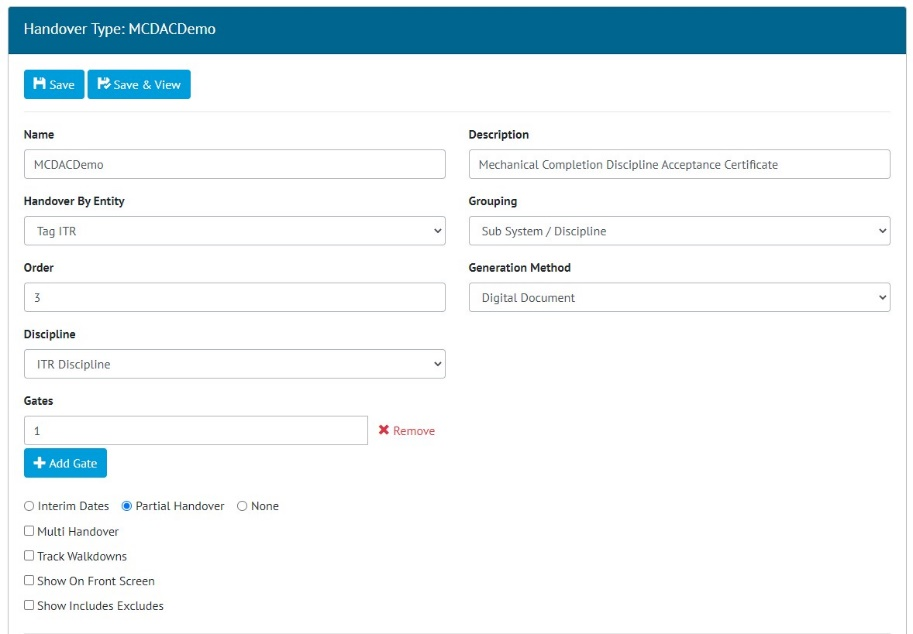 Handover Type: MCDACDemo
Save Save & View
Name Description
MCDACDemo Mechanical Completion Discipline Acceptance Certificate
Handover By Entity Grouping
Tag ITR Sub System / Discipline
Order Generation Method
3 Digital Document
Discipline
ITR Discipline
Gates
1 Remove
Add Gate
Interim Dates Partial Handover None
Multi Handover
Track Walkdowns
Show On Front Screen
Show Includes Excludes